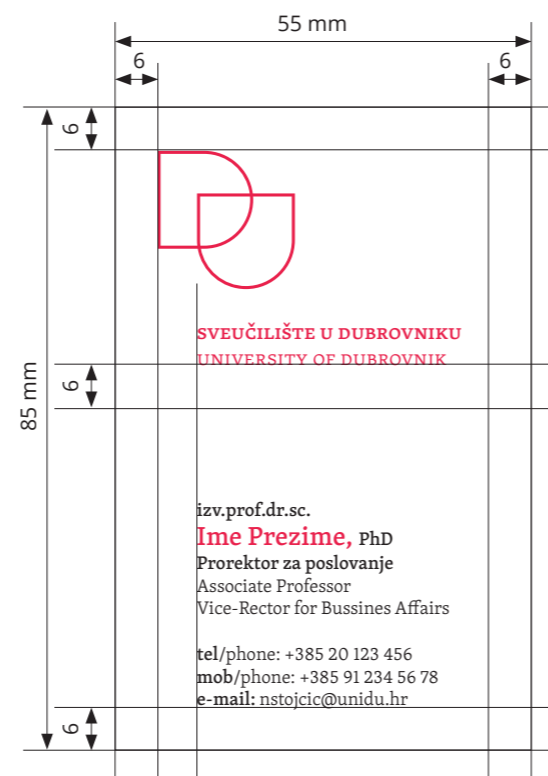 55 mm
6
6
6
SVEUČILIŠTE U DUBROVNIKU
UNIVERSITY OF DUBROVNIK
85 mm
6
izv.prof.dr.sc.
Ime Prezime, PhD
Prorektor za poslovanje
Associate Professor
Vice-Rector for Bussines Affairs
tel/phone: +385 20 123 456
mob/phone: +385 91 234 56 78
e-mail: nstojcic@unidu.hr
6